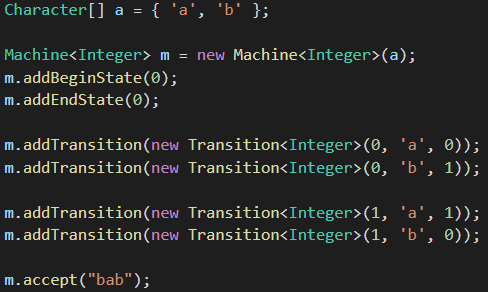 Character[] a = { 'a', 'b' };
Machine<Integer> m = new Machine<Integer>(a);
m.addBeginState(0);
m.addEndState(0);
m.addTransition(new Transition<Integer>(0, 'a', 0));
m.addTransition(new Transition<Integer>(0, 'b', 1));
m.addTransition(new Transition<Integer>(1, 'a', 1));
m.addTransition(new Transition<Integer>(1, 'b', 0));
m.accept("bab");